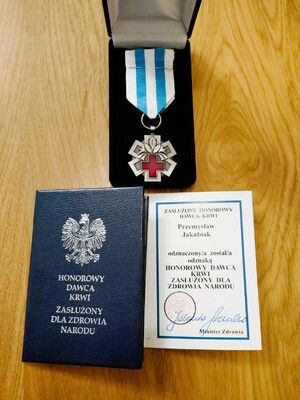 HONOROWY
DAWCA
KRWI
ZASŁUŻONY
DLA ZDROWIA
NARODU
ZASŁUŻONY HONOROWY
DAWCA KRWI
Przemysław
Jakubiak
odznaczony/a został/a
odznaką
HONOROWY DAWCA
KRWI
ZASŁUŻONY DLA
ZDROWIA NARODU
Minister Zdrowia